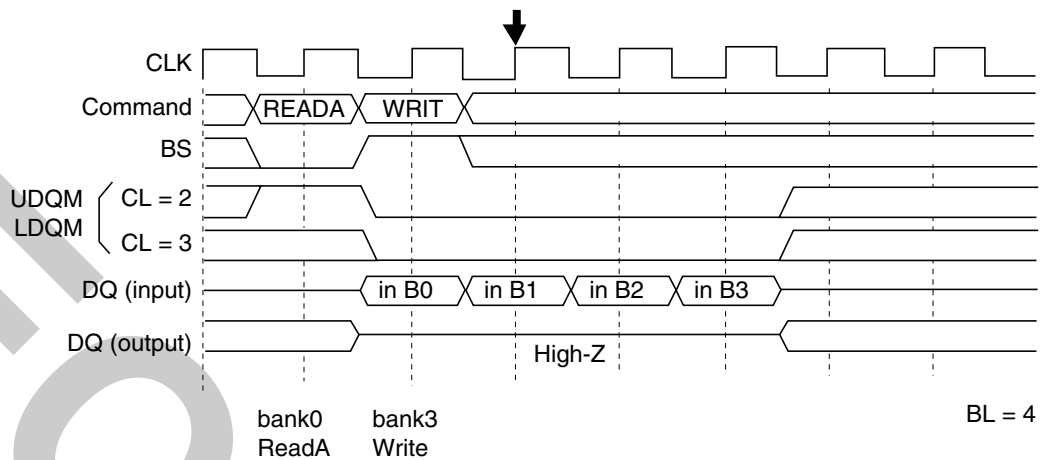 CLK
Command READA WRIT
BS
UDQM CL = 2
LDQM
CL = 3
DQ (input) in B0 in B1 in B2 in B3
DQ (output)
High-Z
bank0 bank3 BL = 4
ReadA Write